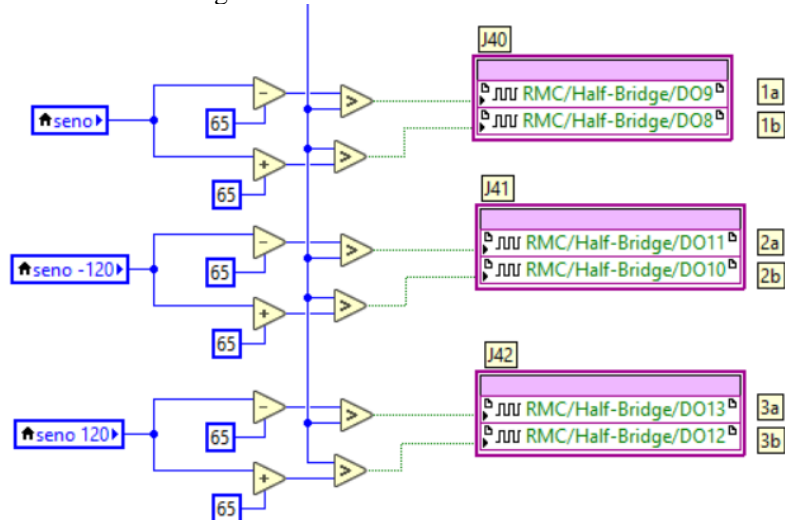 J40
RMC/Half-Bridge/DO9
1a
RMC/Half-Bridge/DO8
1b
seno
65
65
J41
RMC/Half-Bridge/DO11
2a
RMC/Half-Bridge/DO10
2b
seno -120
65
65
J42
RMC/Half-Bridge/DO13
3a
RMC/Half-Bridge/DO12
3b
seno 120
65
65